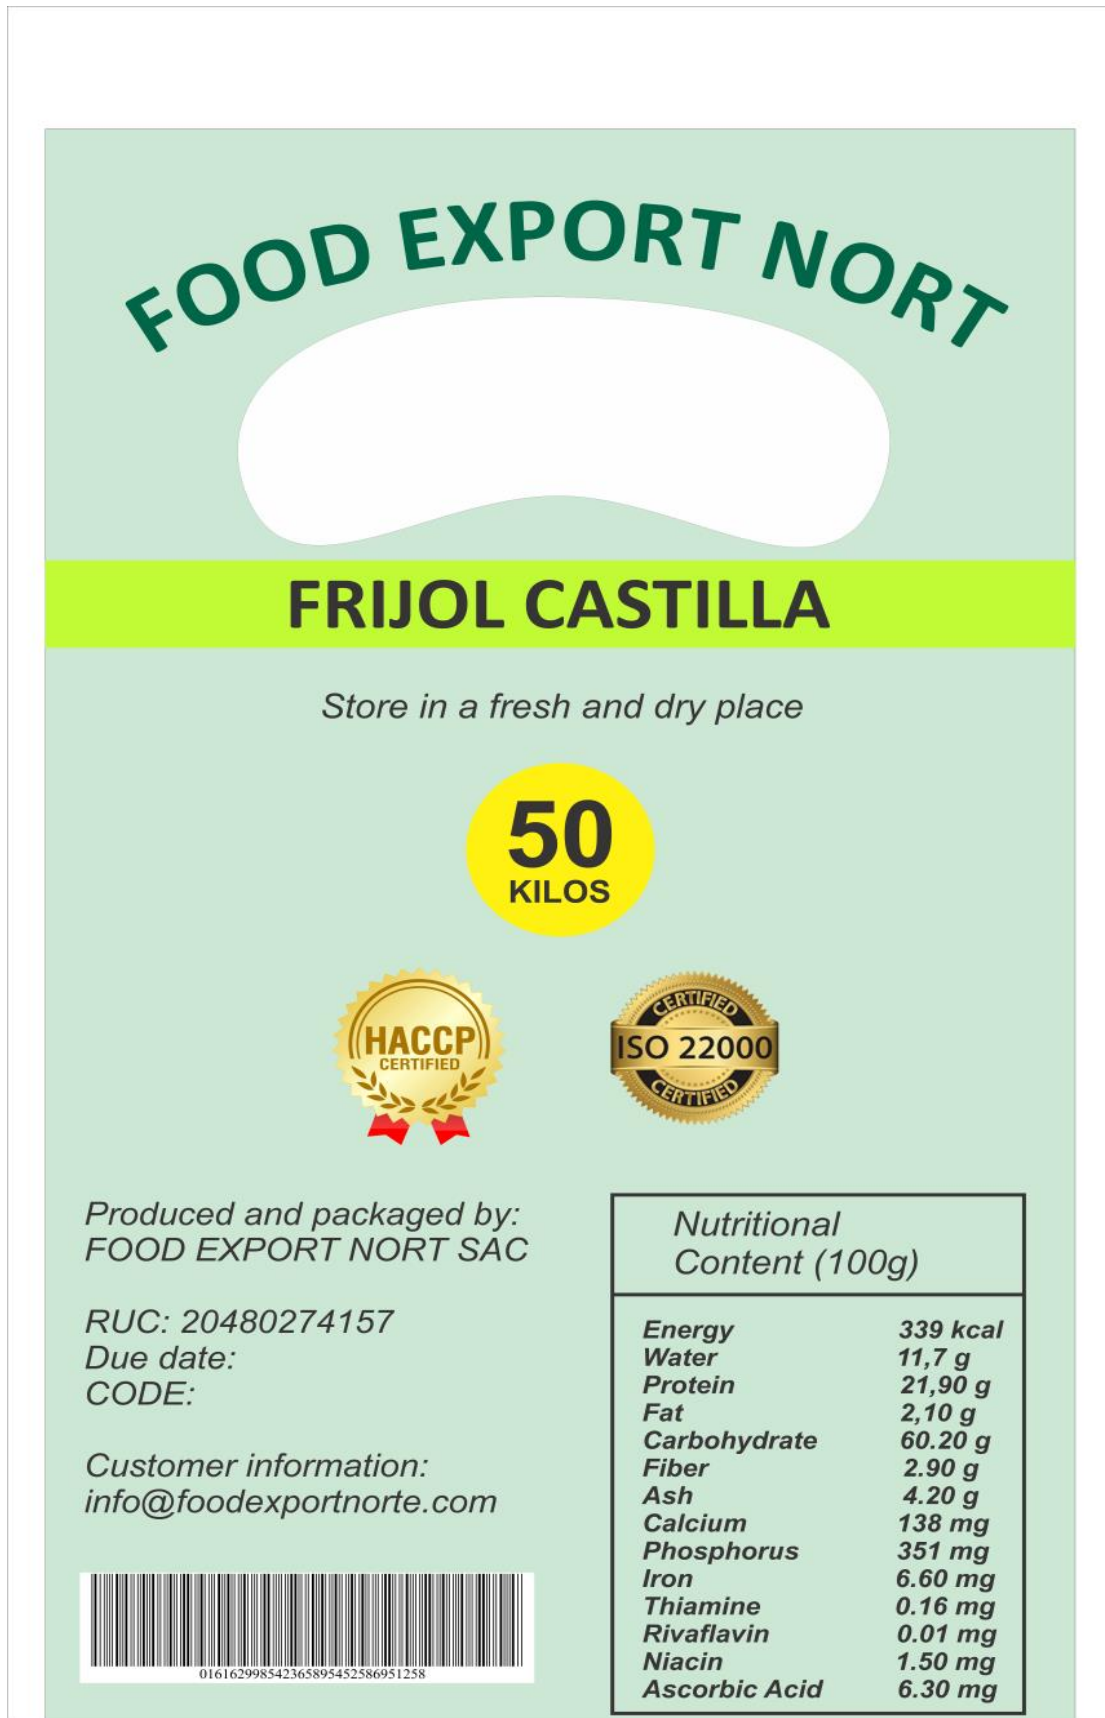 FOOD EXPORT NORT
FRIJOL CASTILLA
Store in a fresh and dry place
50
KILOS
HACCP
CERTIFIED
CERTIFIED
ISO 22000
CERTIFIED
Produced and packaged by:
FOOD EXPORT NORT SAC
RUC: 20480274157
Due date:
CODE:
Customer information:
info@foodexportnorte.com
016162998542365895452586951258
Nutritional
Content (100g)
Energy 339 kcal
Water 11,7 g
Protein 21,90 g
Fat 2,10 g
Carbohydrate 60.20 g
Fiber 2.90 g
Ash 4.20 g
Calcium 138 mg
Phosphorus 351 mg
Iron 6.60 mg
Thiamine 0.16 mg
Rivaflavin 0.01 mg
Niacin 1.50 mg
Ascorbic Acid 6.30 mg